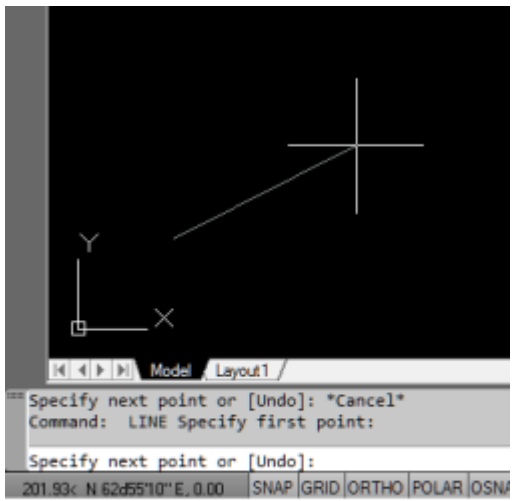 Y
X
Model Layout1
Specify next point or [Undo]: *Cancel*
Command:  LINE Specify first point:
Specify next point or [Undo]:
201.93< N 62d55'10" E, 0.00 SNAP GRID ORTHO POLAR OSNA